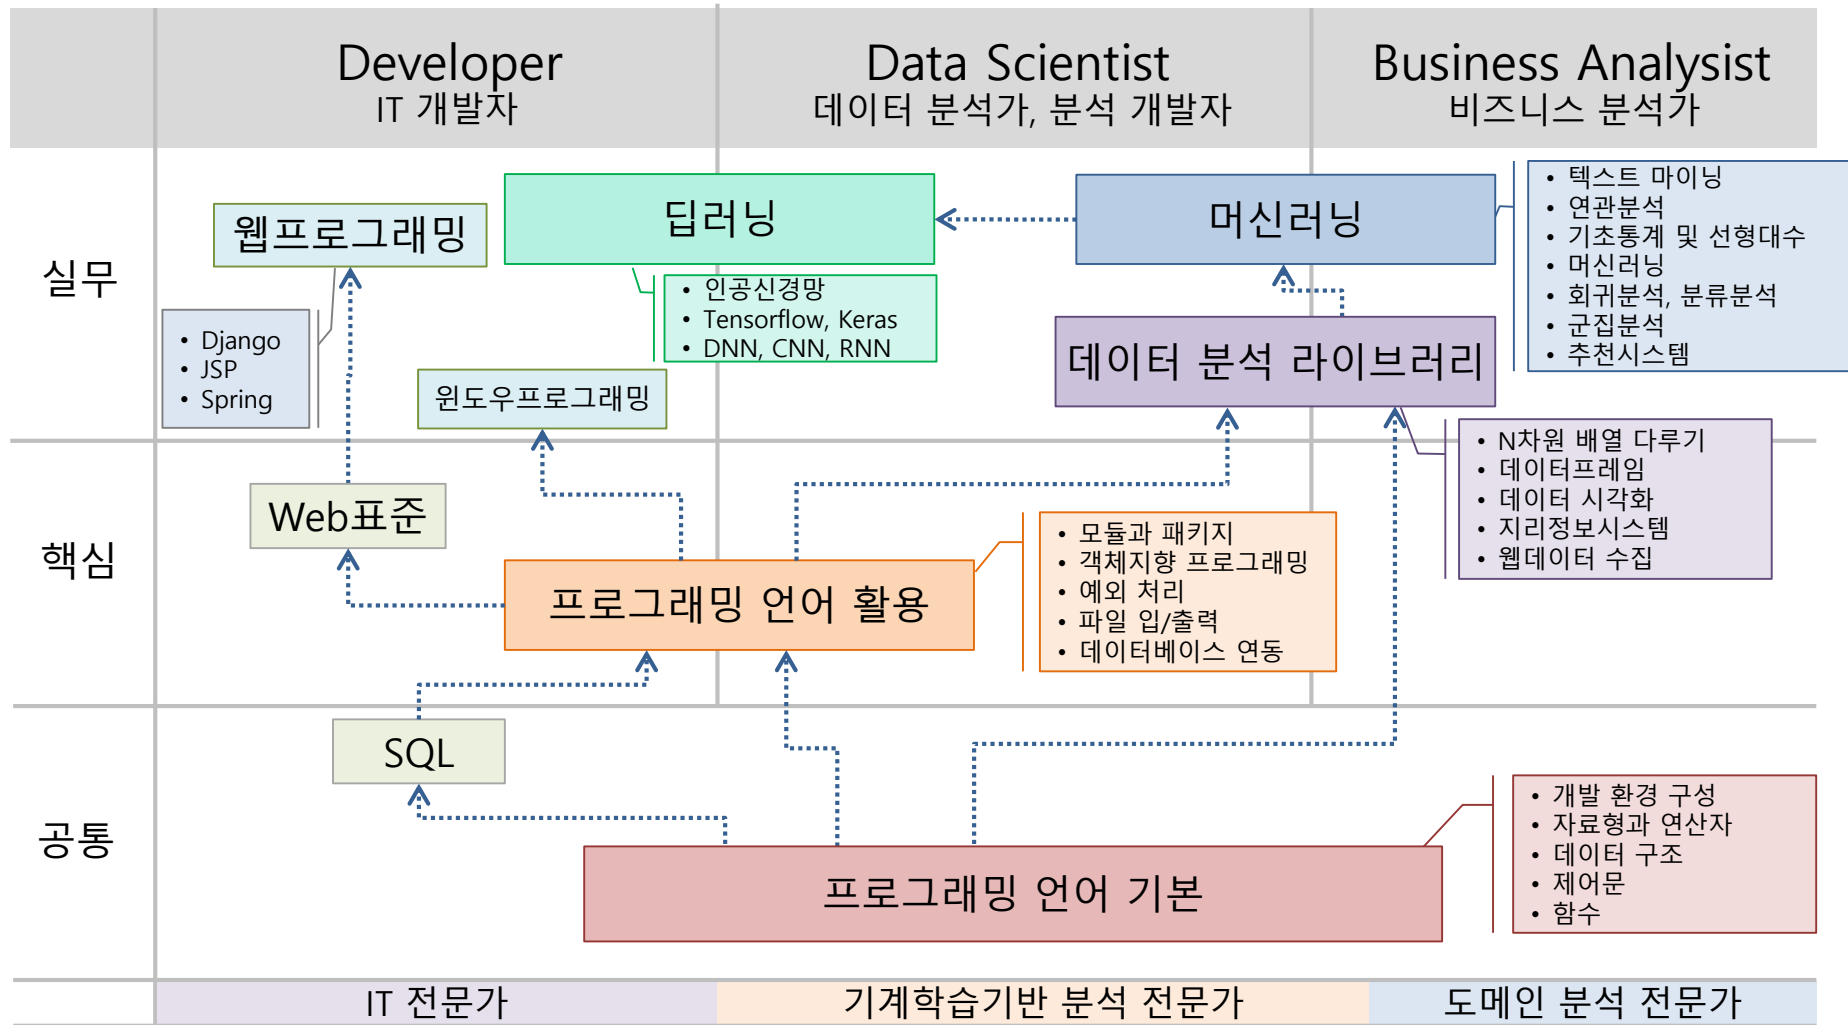 Developer
IT 개발자
Data Scientist
데이터 분석가, 분석 개발자
Business Analysist
비즈니스 분석가
실무
웹프로그래밍
• Django
• JSP
• Spring
딥러닝
• 인공신경망
• Tensorflow, Keras
• DNN, CNN, RNN
윈도우프로그래밍
머신러닝
• 텍스트 마이닝
• 연관분석
• 기초통계 및 선형대수
• 머신러닝
• 회귀분석, 분류분석
• 군집분석
• 추천시스템
데이터 분석 라이브러리
• N차원 배열 다루기
• 데이터프레임
• 데이터 시각화
• 지리정보시스템
• 웹데이터 수집
핵심
Web표준
프로그래밍 언어 활용
• 모듈과 패키지
• 객체지향 프로그래밍
• 예외 처리
• 파일 입/출력
• 데이터베이스 연동
공통
SQL
프로그래밍 언어 기본
• 개발 환경 구성
• 자료형과 연산자
• 데이터 구조
• 제어문
• 함수
IT 전문가
기계학습기반 분석 전문가
도메인 분석 전문가